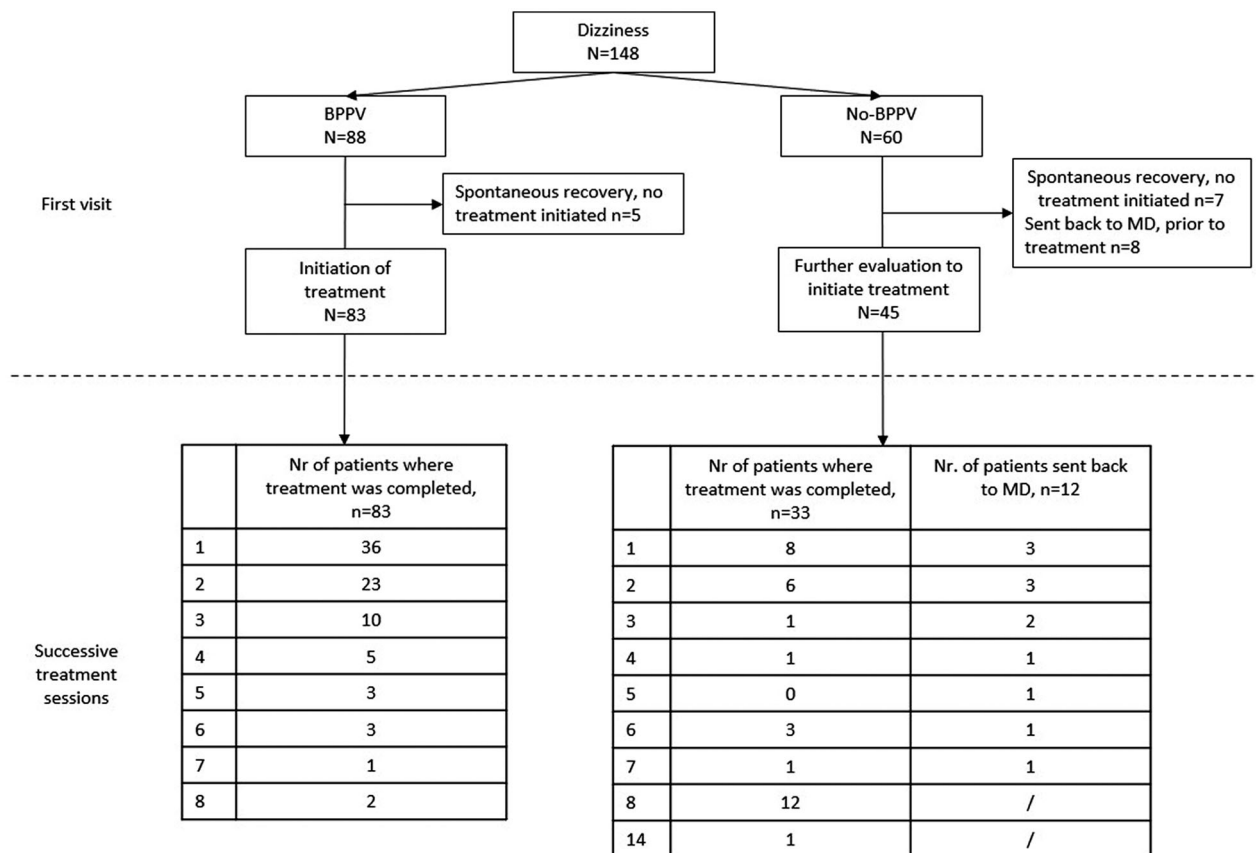 Dizziness
N=148
BPPV
N=88
No-BPPV
N=60
First visit
Spontaneous recovery, no
treatment initiated n=5
Spontaneous recovery, no
treatment initiated n=7
Sent back to MD, prior to
treatment n=8
Initiation of
treatment
N=83
Further evaluation to
initiate treatment
N=45
Successive
treatment
sessions
Nr of patients where
treatment was completed,
n=83
1 36
2 23
3 10
4 5
5 3
6 3
7 1
8 2
Nr of patients where
treatment was completed,
n=33
Nr. of patients sent back
to MD, n=12
1 8 3
2 6 3
3 1 2
4 1 1
5 0 1
6 3 1
7 1 1
8 12 /
14 1 /